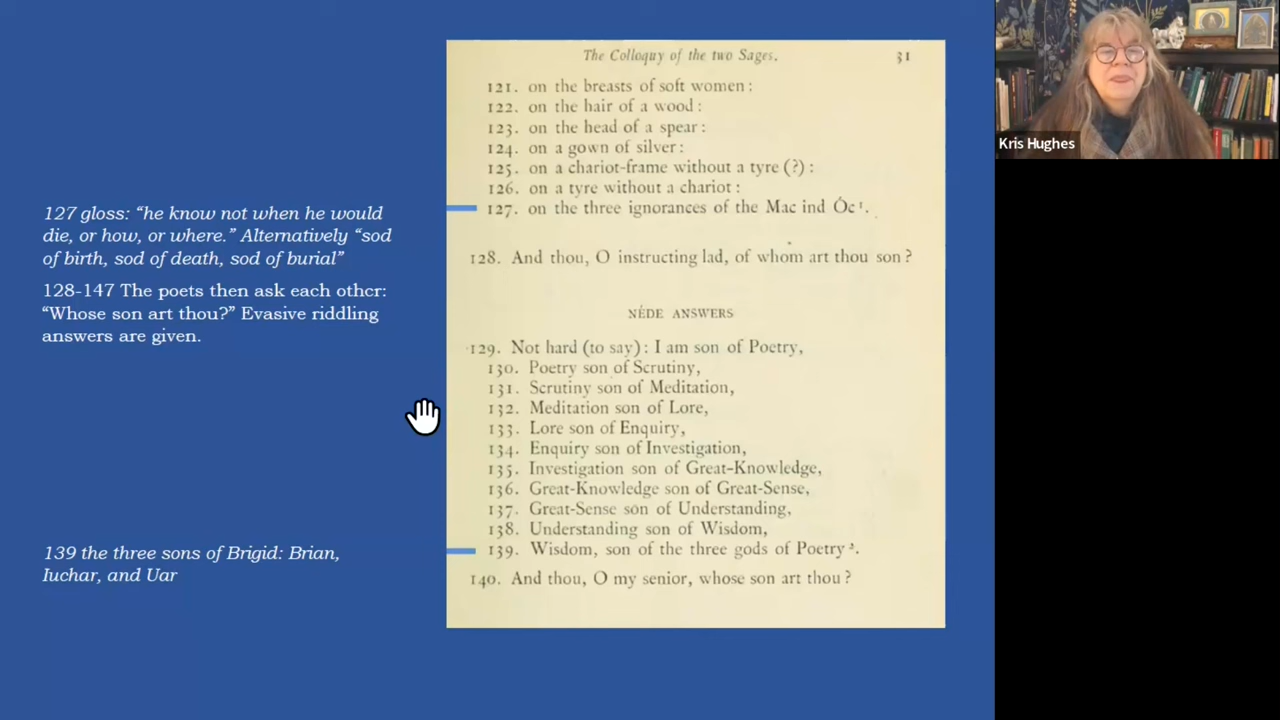 127 gloss: “he know not when he would
die, or how, or where.” Alternatively “sod
of birth, sod of death, sod of burial”
128-147 The poets then ask each other:
“Whose son art thou?” Evasive riddling
answers are given.
139 the three sons of Brigid: Brian,
Iuchar, and Uar
The Colloquy of the two Sages. 31
121. on the breasts of soft women:
122. on the hair of a wood:
123. on the head of a spear:
124. on a gown of silver:
125. on a chariot-frame without a tyre (?):
126. on a tyre without a chariot:
127. on the three ignorances of the Mac ind Óc¹.
128. And thou, O instructing lad, of whom art thou son?
NÉDE ANSWERS
129. Not hard (to say): I am son of Poetry,
130. Poetry son of Scrutiny,
131. Scrutiny son of Meditation,
132. Meditation son of Lore,
133. Lore son of Enquiry,
134. Enquiry son of Investigation,
135. Investigation son of Great-Knowledge,
136. Great-Knowledge son of Great-Sense,
137. Great-Sense son of Understanding,
138. Understanding son of Wisdom,
139. Wisdom, son of the three gods of Poetry².
140. And thou, O my senior, whose son art thou?
Kris Hughes